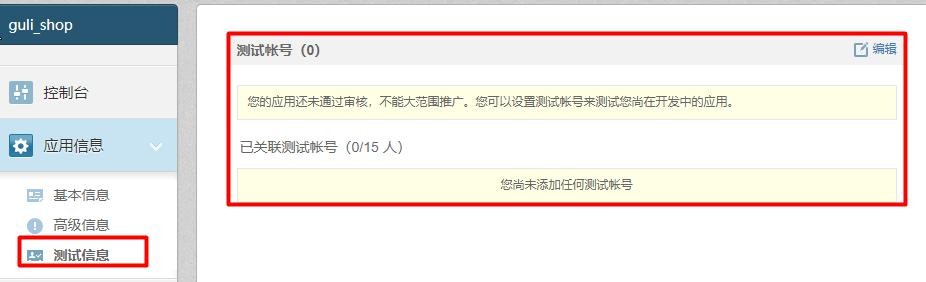 guli_shop
控制台
应用信息
基本信息
高级信息
测试信息
测试帐号（0）
编辑
您的应用还未通过审核，不能大范围推广。您可以设置测试帐号来测试您尚在开发中的应用。
已关联测试帐号（0/15 人）
您尚未添加任何测试帐号